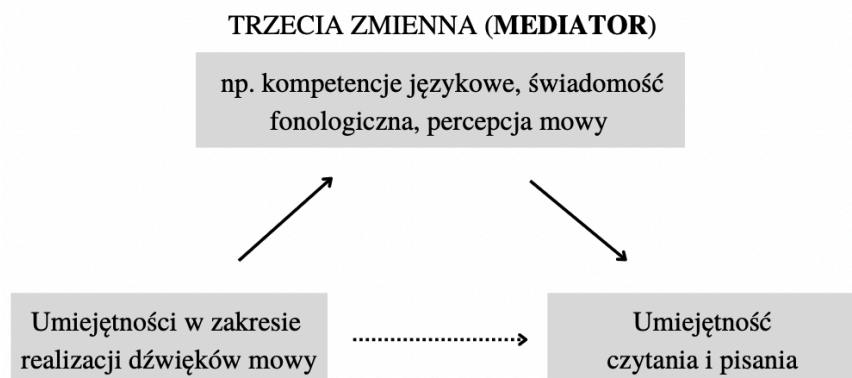 TRZECIA ZMIENNA (MEDIATOR)
np. kompetencje językowe, świadomość
fonologiczna, percepcja mowy
Umiejętności w zakresie
realizacji dźwięków mowy
Umiejętność
czytania i pisania